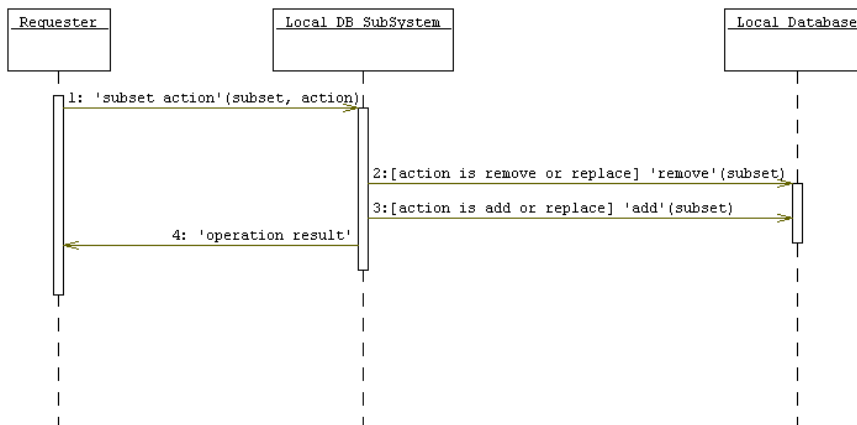 Requester
Local DB SubSystem
Local Database
1: 'subset action'(subset, action)
2:[action is remove or replace] 'remove'(subset)
3:[action is add or replace] 'add'(subset)
4: 'operation result'